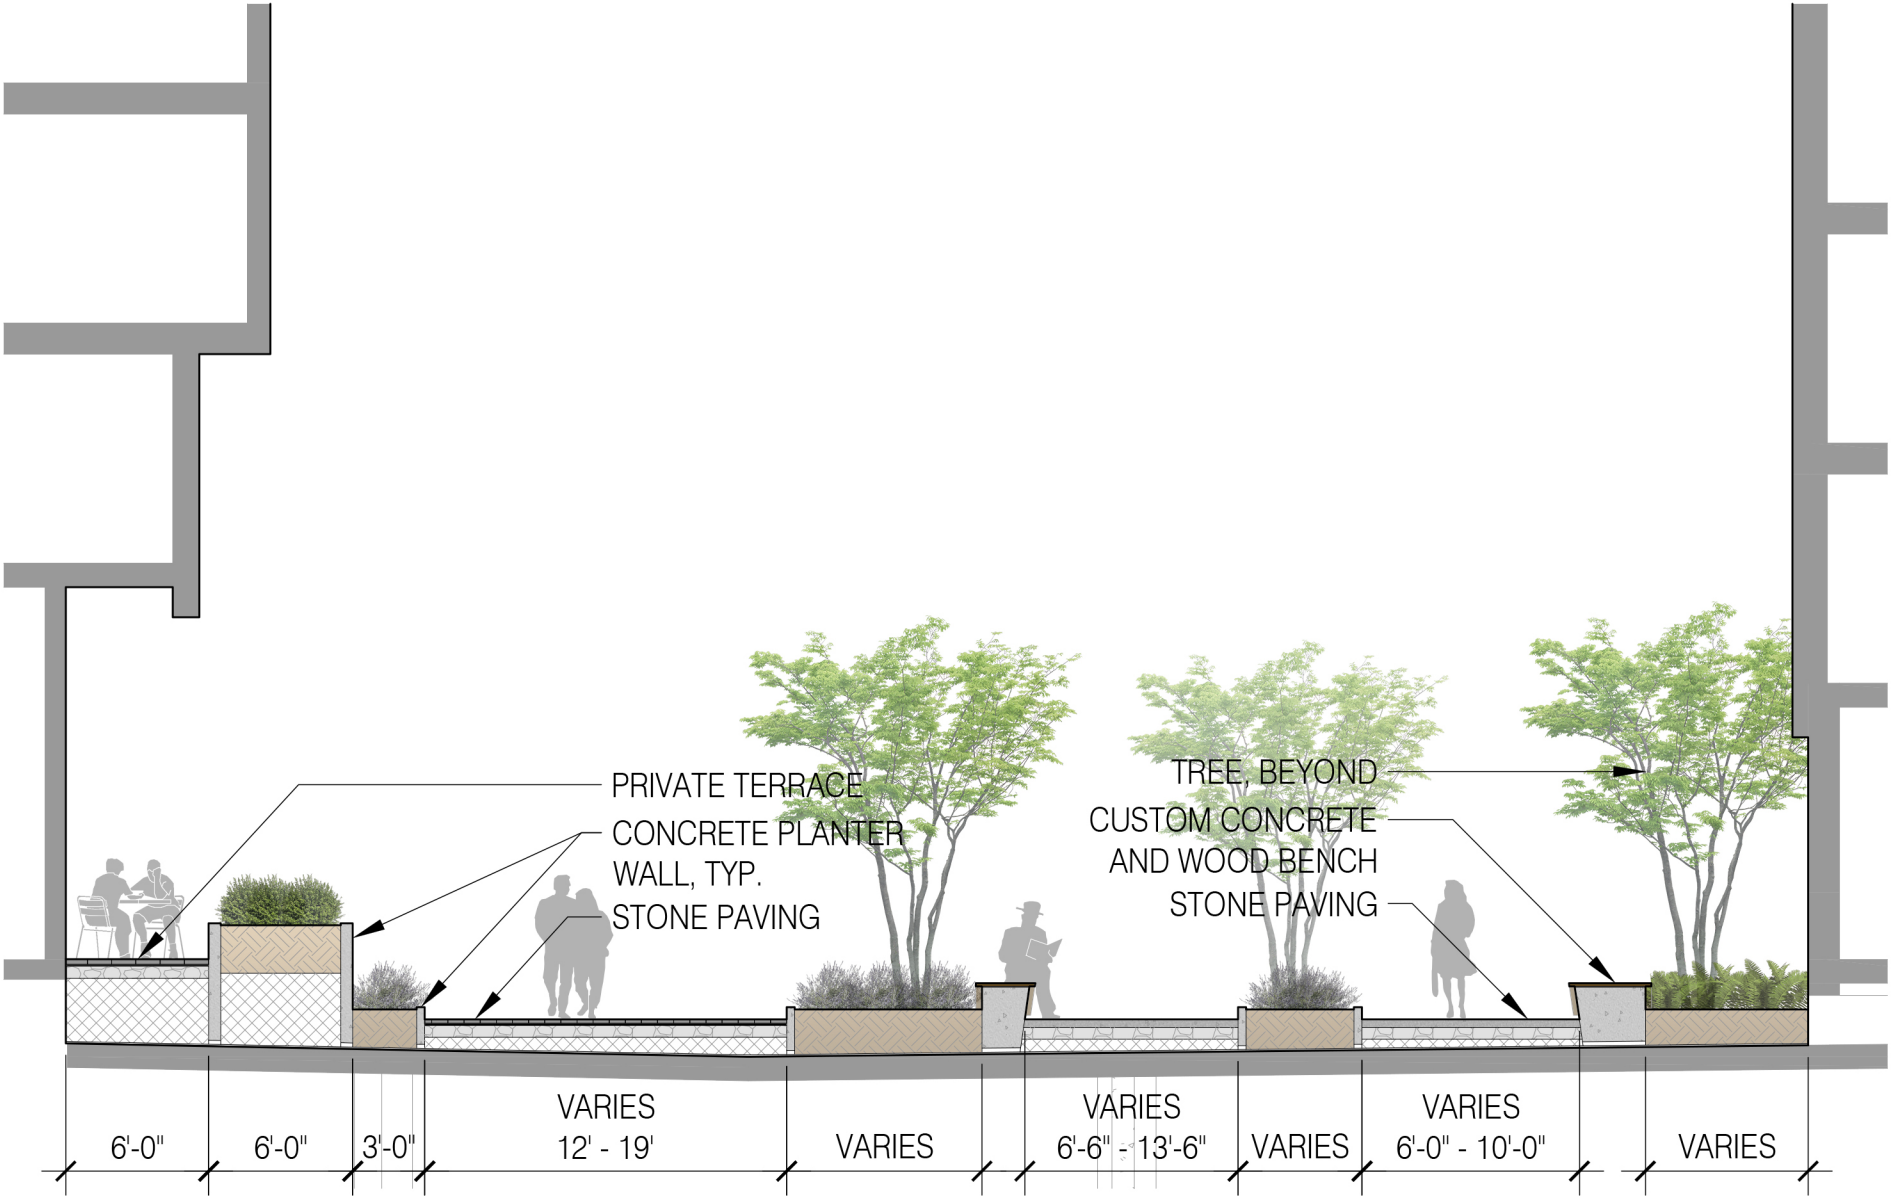 PRIVATE TERRACE
CONCRETE PLANTER
WALL, TYP.
STONE PAVING
TREE, BEYOND
CUSTOM CONCRETE
AND WOOD BENCH
STONE PAVING
6'-0"
6'-0"
3'-0"
VARIES
12' - 19'
VARIES
VARIES
6'-6" - 13'-6"
VARIES
VARIES
6'-0" - 10'-0"
VARIES